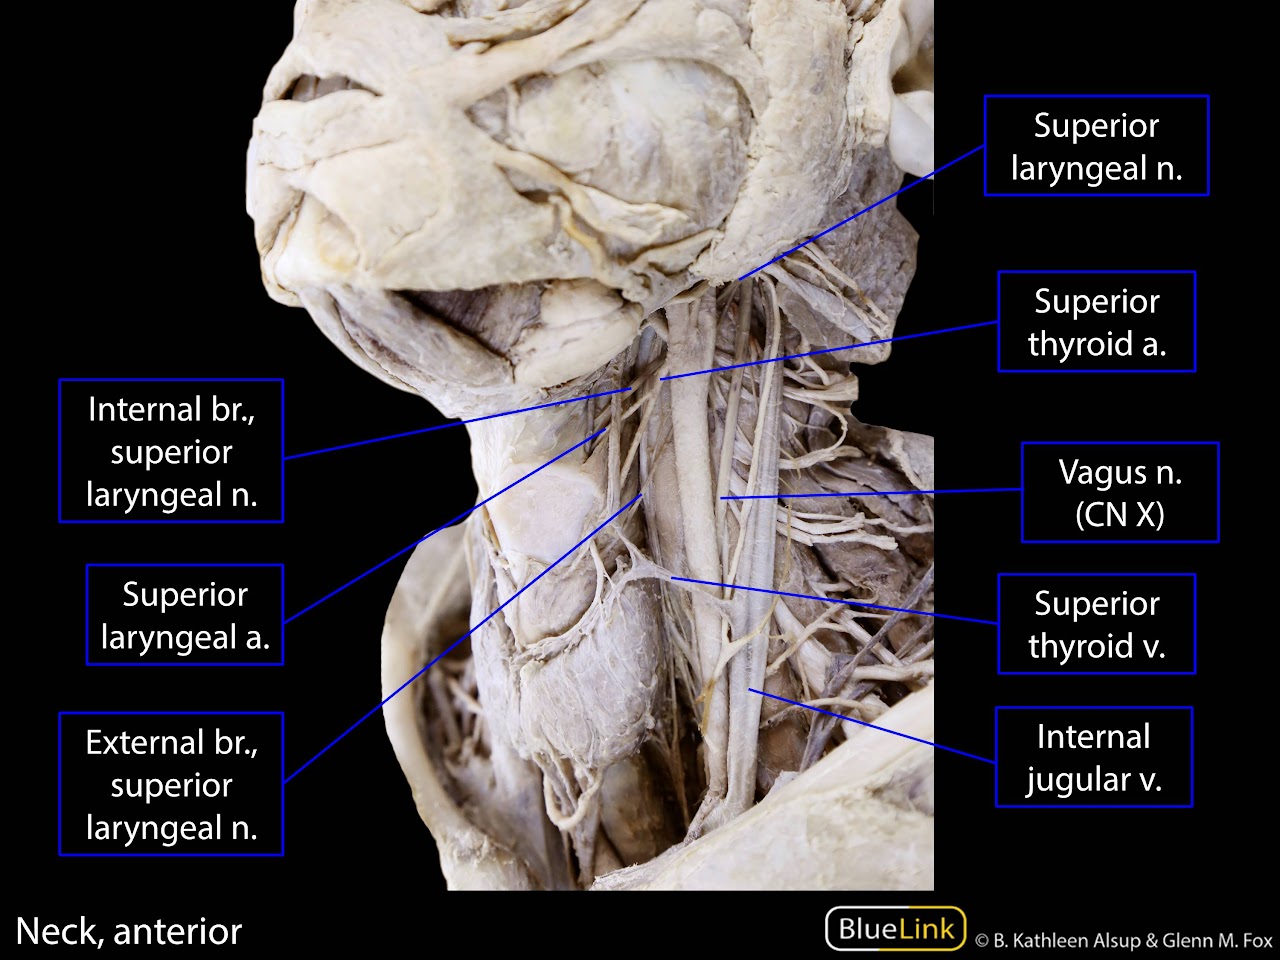 Superior
laryngeal n.
Superior
thyroid a.
Internal br.,
superior
laryngeal n.
Vagus n.
(CN X)
Superior
laryngeal a.
Superior
thyroid v.
External br.,
superior
laryngeal n.
Internal
jugular v.
Neck, anterior
BlueLink
© B. Kathleen Alsup & Glenn M. Fox